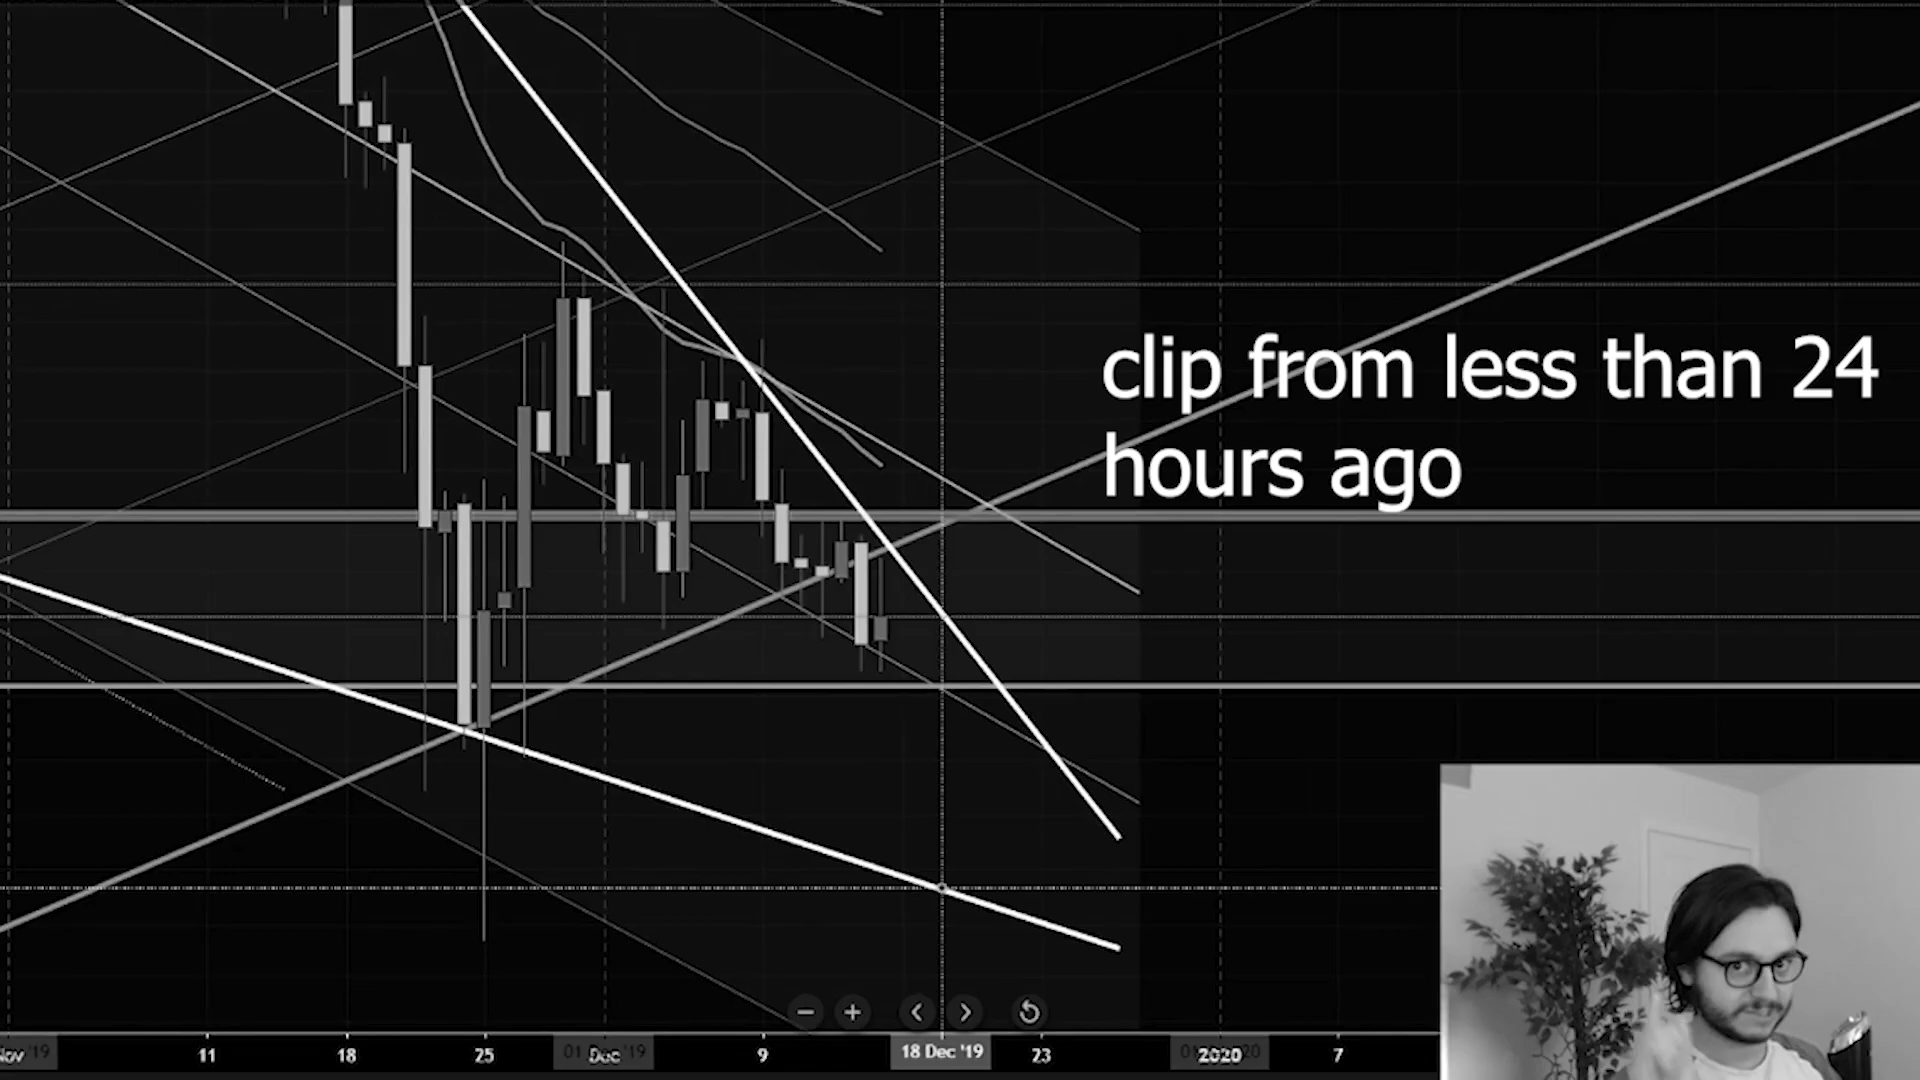 clip from less than 24
hours ago
Nov '19
11
18
25
Dec
9
18 Dec '19
23
2020
7